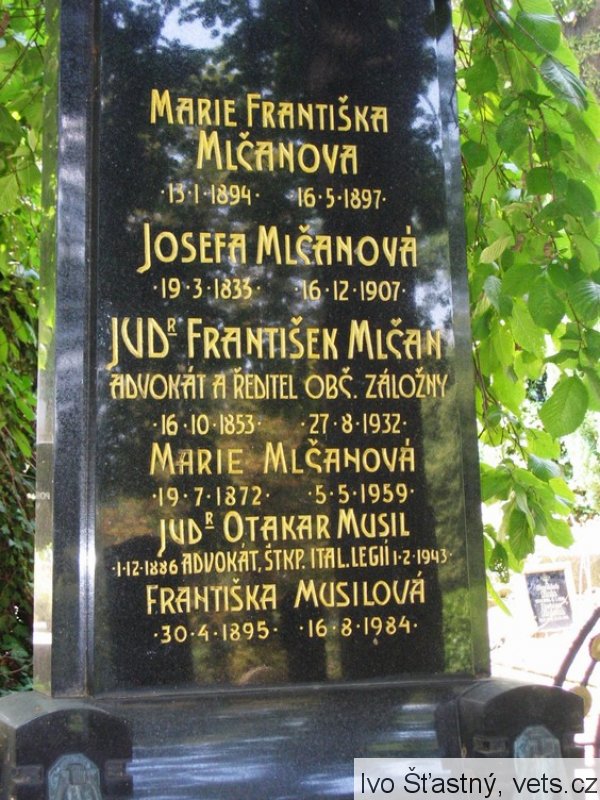 MARIE FRANTIŠKA
MLČANOVA
·13·1·1894· 16·5·1897·
JOSEFA MLČANOVÁ
·19·3·1833· ·16·12·1907·
JUDR FRANTIŠEK MLČAN
ADVOKÁT A ŘEDITEL OBČ. ZÁLOŽNY
·16·10·1853· ·27·8·1932·
MARIE MLČANOVÁ
·19·7·1872· ·5·5·1959·
JUDR OTAKAR MUSIL
·1·12·1886 ADVOKÁT, ŠTKP. ITAL. LEGIÍ 1·2·1943·
FRANTIŠKA MUSILOVÁ
·30·4·1895· ·16·8·1984·
Ivo Šťastný, vets.cz